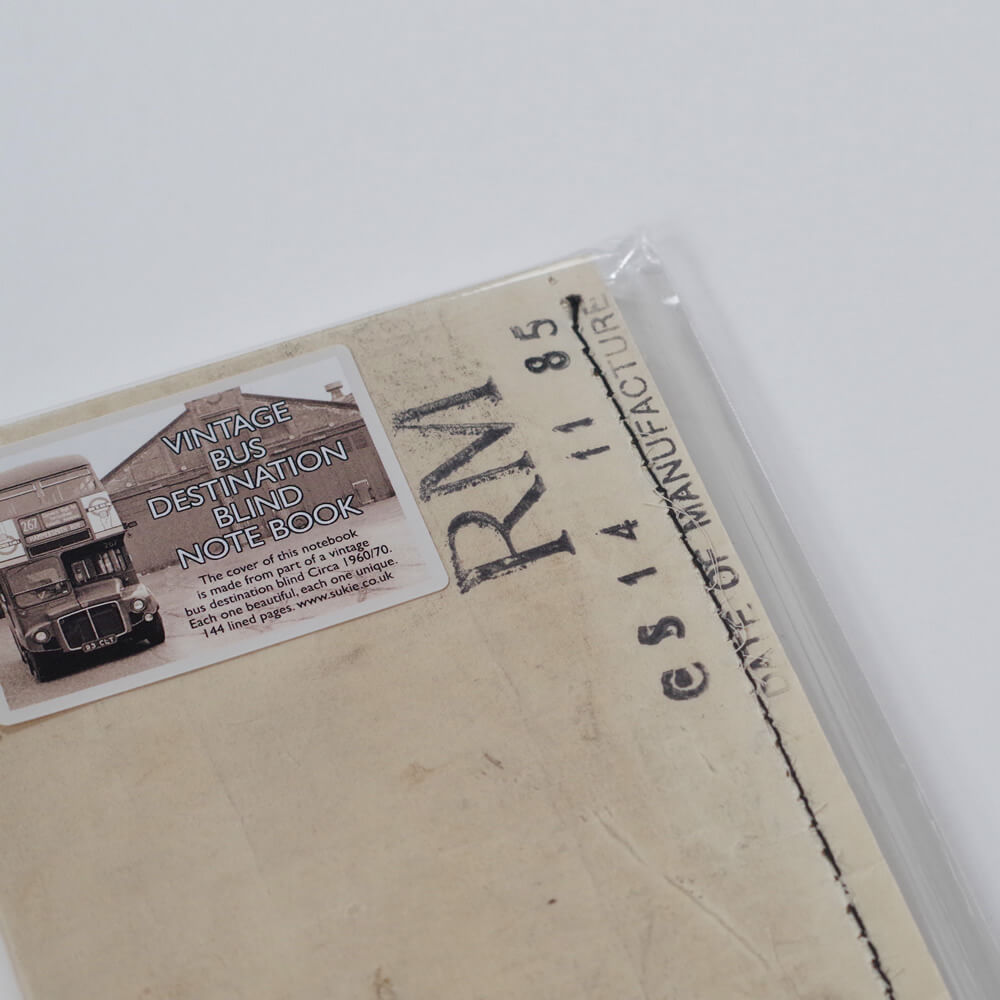 VINTAGE
BUS
DESTINATION
BLIND
NOTE BOOK
The cover of this notebook
is made from part of a vintage
bus destination blind Circa 1960/70.
Each one beautiful, each one unique.
144 lined pages. www.sukie.co.uk
267
RM
CS 14 11 85
DATE OF MANUFACTURE